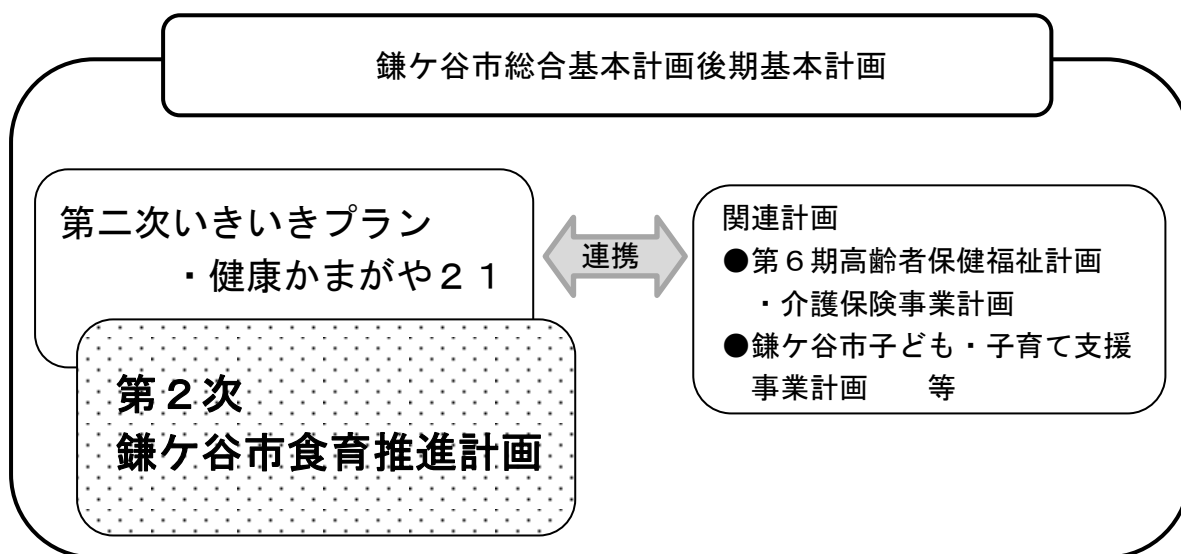 鎌ケ谷市総合基本計画後期基本計画
第二次いきいきプラン
・健康かまがや２１
第２次
鎌ケ谷市食育推進計画
連携
関連計画
●第６期高齢者保健福祉計画
・介護保険事業計画
●鎌ケ谷市子ども・子育て支援
事業計画　　等